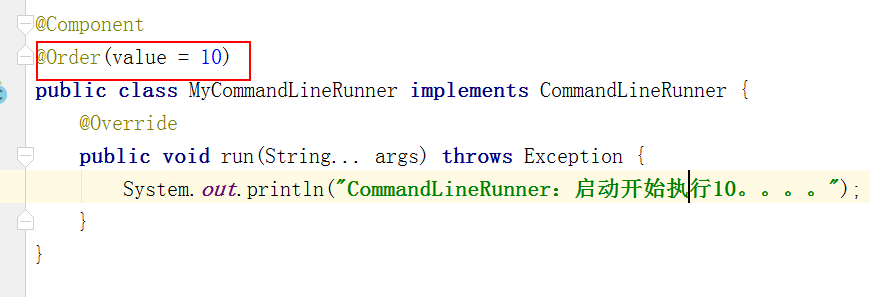 @Component
@Order(value = 10)
public class MyCommandLineRunner implements CommandLineRunner {
    @Override
    public void run(String... args) throws Exception {
        System.out.println("CommandLineRunner：启动开始执行10。。。。");
    }
}